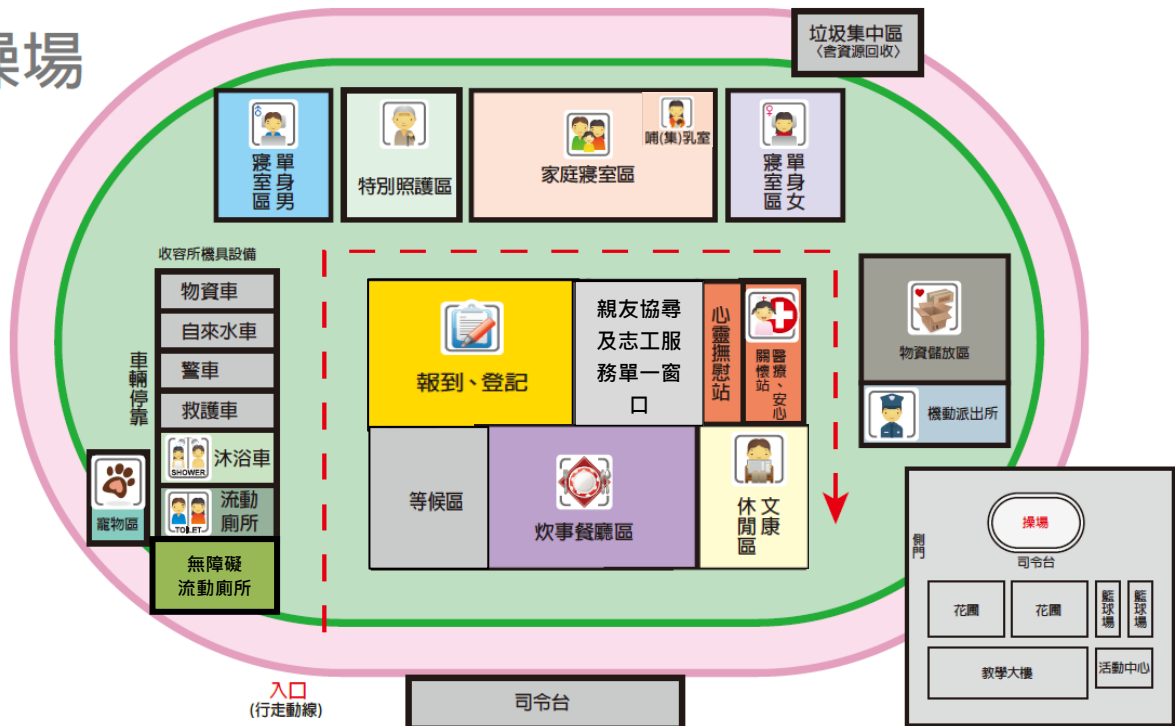 操場
垃圾集中區
〈含資源回收〉
單身男
寢室區
特別照護區
家庭寢室區
哺(集)乳室
單身女
寢室區
收容所機具設備
物資車
自來水車
警車
救護車
車輛停靠
SHOWER
沐浴車
TOILET
流動
廁所
寵物區
無障礙
流動廁所
報到、登記
親友協尋
及志工服
務單一窗
口
心靈撫慰站
醫療、安心
關懷站
等候區
炊事餐廳區
文康
休閒區
物資儲放區
機動派出所
入口
(行走動線)
司令台
操場
司令台
側門
花圃
花圃
籃球場
籃球場
教學大樓
活動中心